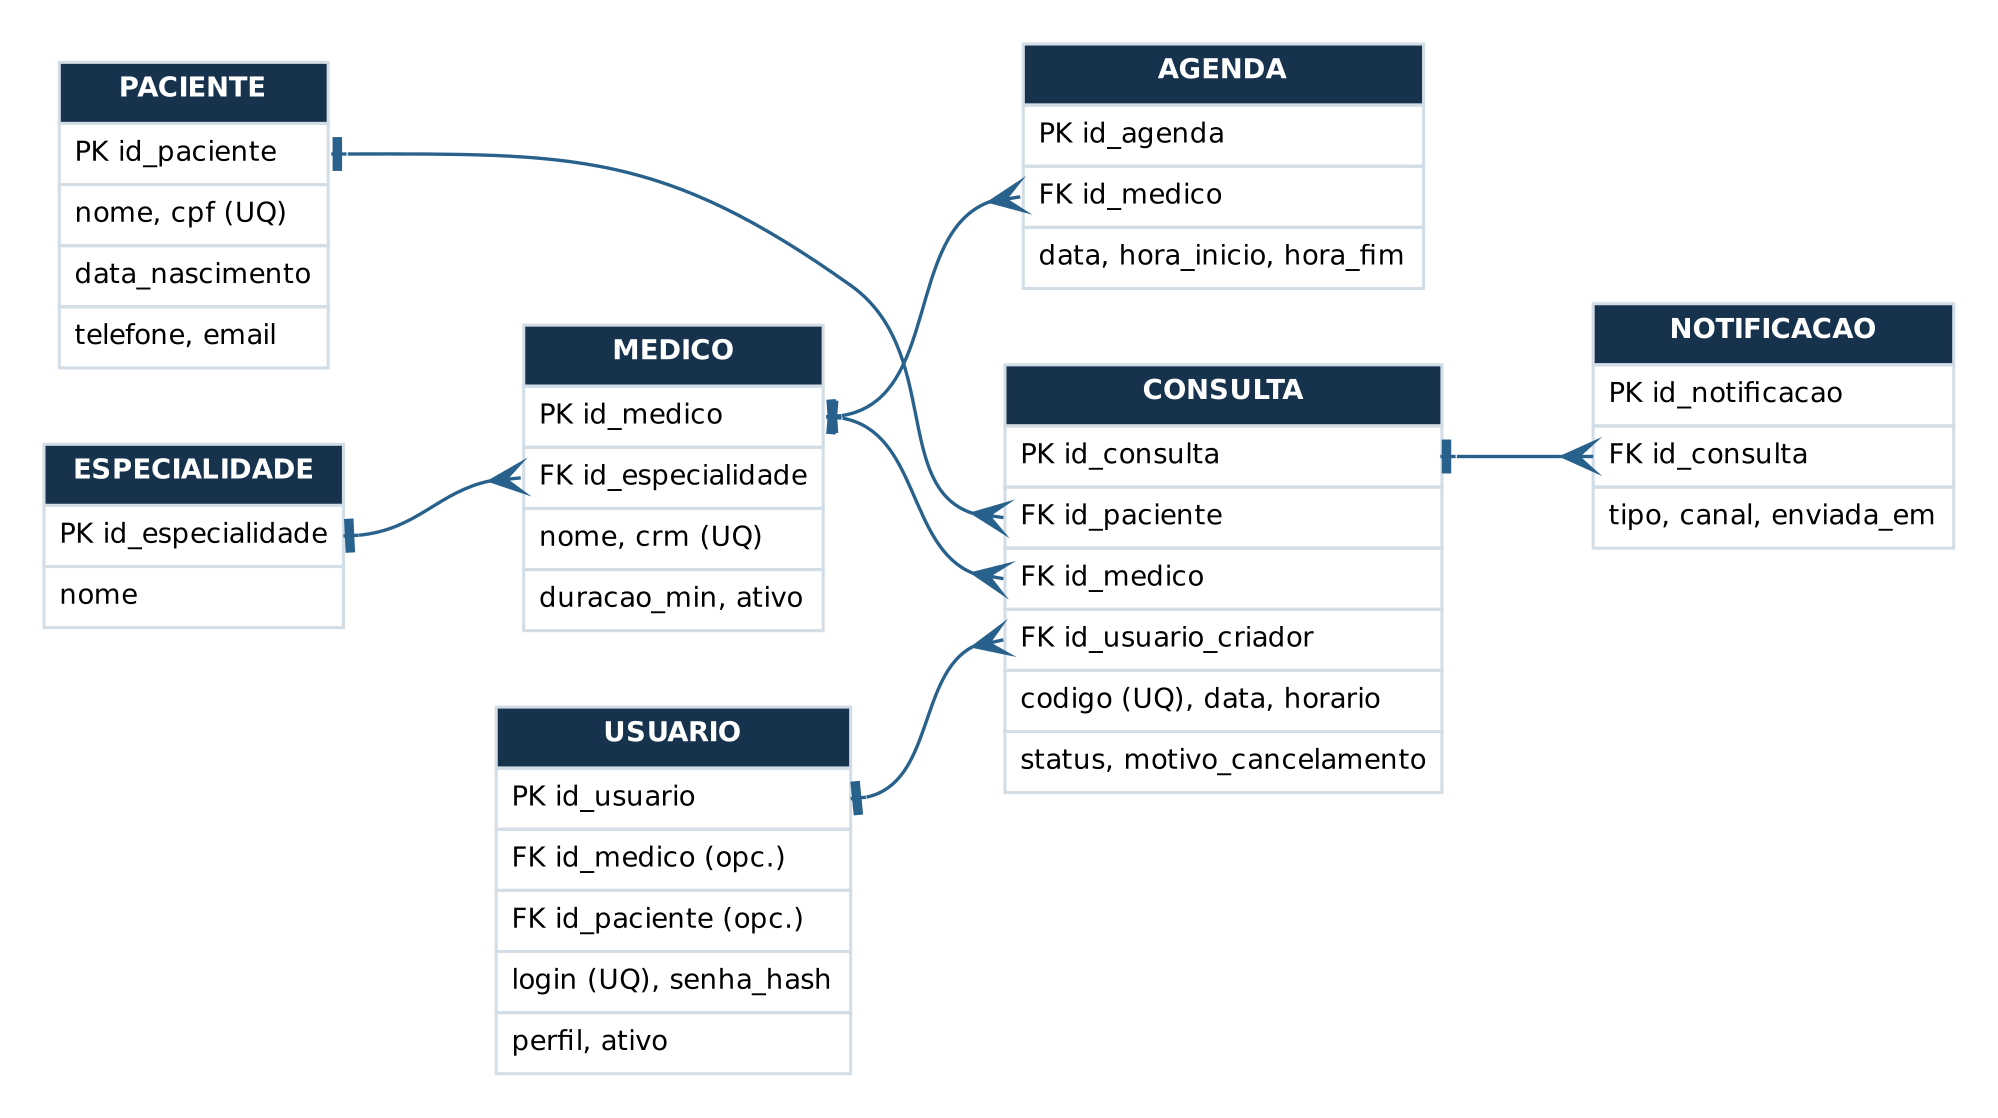 PACIENTE
PK id_paciente
nome, cpf (UQ)
data_nascimento
telefone, email
ESPECIALIDADE
PK id_especialidade
nome
MEDICO
PK id_medico
FK id_especialidade
nome, crm (UQ)
duracao_min, ativo
USUARIO
PK id_usuario
FK id_medico (opc.)
FK id_paciente (opc.)
login (UQ), senha_hash
perfil, ativo
AGENDA
PK id_agenda
FK id_medico
data, hora_inicio, hora_fim
CONSULTA
PK id_consulta
FK id_paciente
FK id_medico
FK id_usuario_criador
codigo (UQ), data, horario
status, motivo_cancelamento
NOTIFICACAO
PK id_notificacao
FK id_consulta
tipo, canal, enviada_em